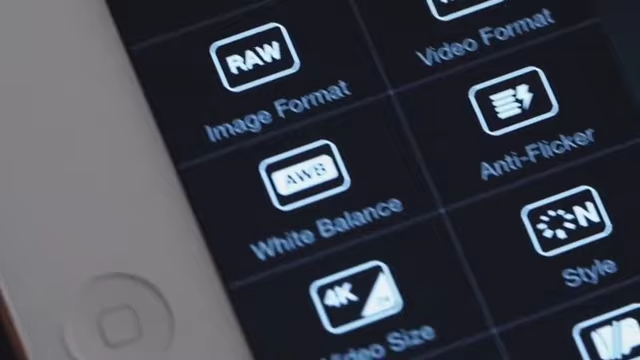 Video Format
RAW
Image Format
Anti-Flicker
AWB
White Balance
N
Style
4K
Video Size